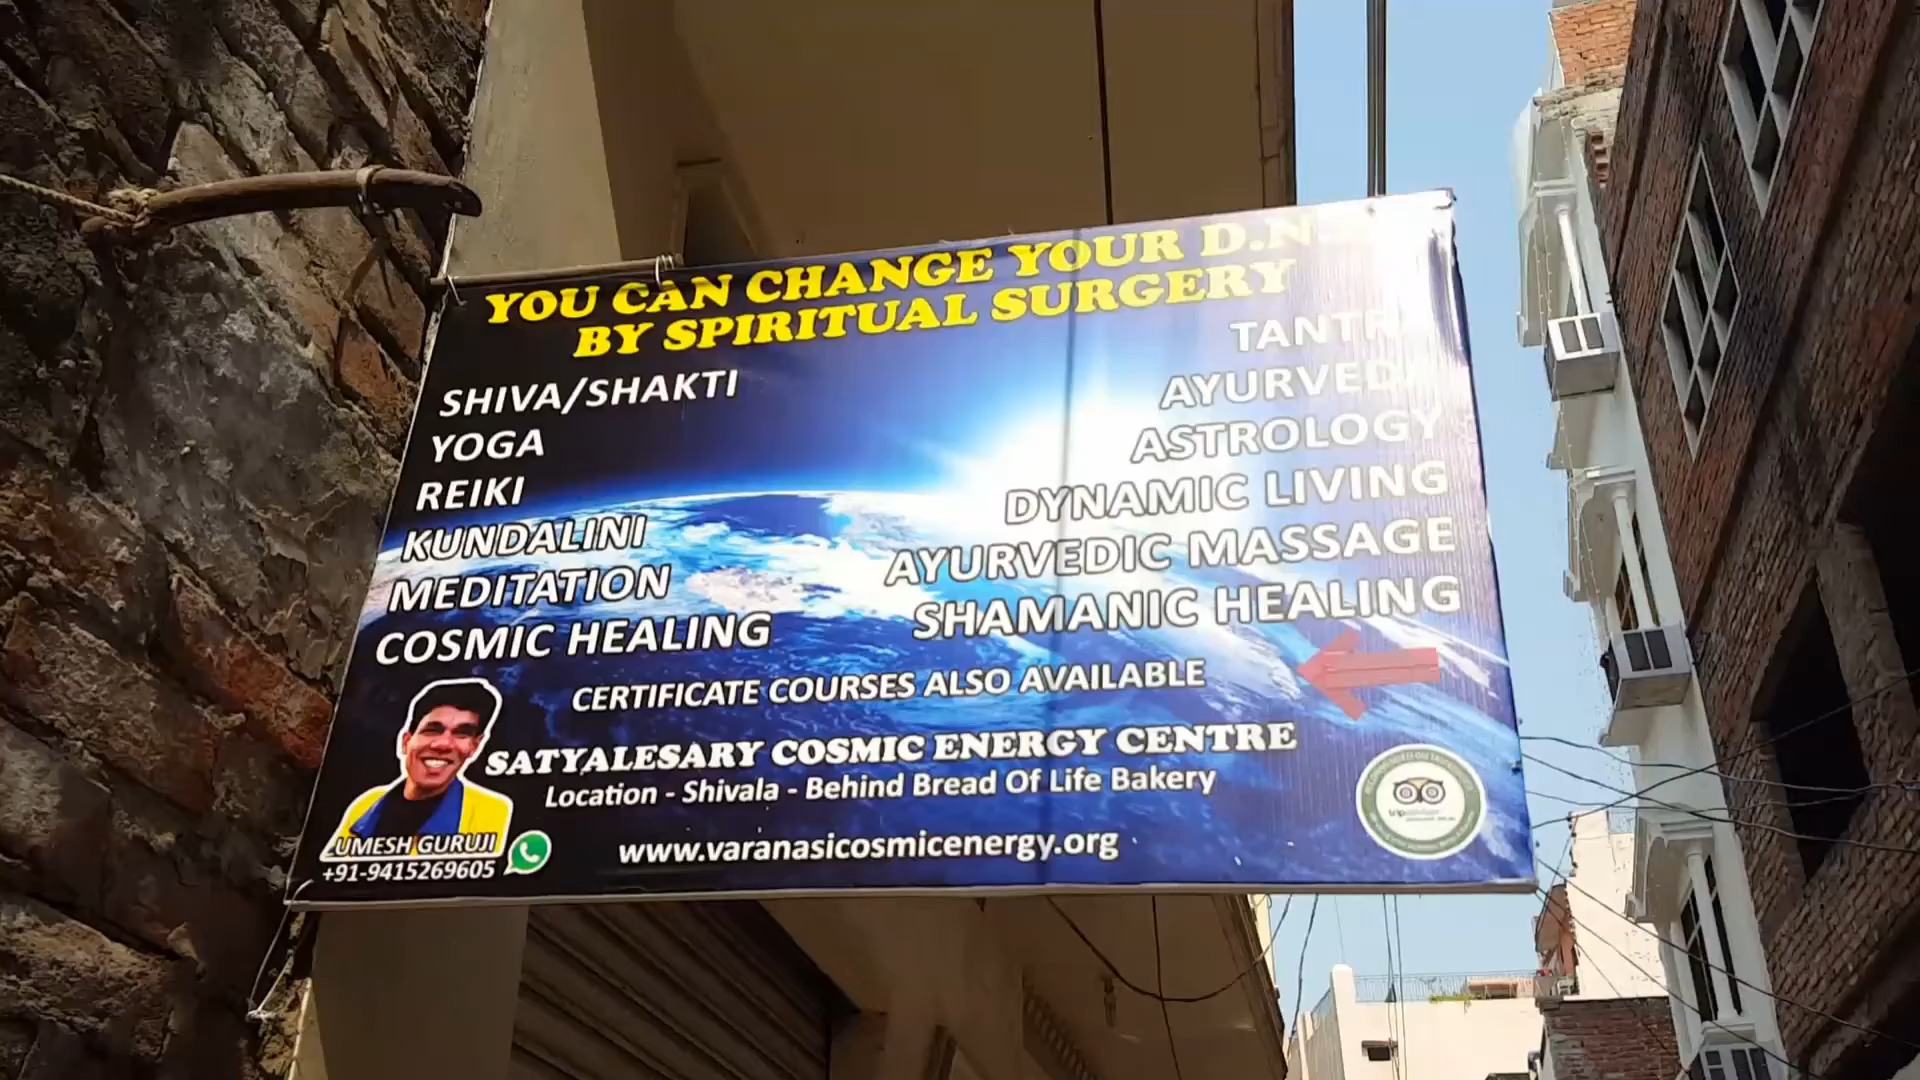 YOU CAN CHANGE YOUR D.N.
BY SPIRITUAL SURGERY
SHIVA/SHAKTI
YOGA
REIKI
KUNDALINI
MEDITATION
COSMIC HEALING
TANTRA
AYURVEDA
ASTROLOGY
DYNAMIC LIVING
AYURVEDIC MASSAGE
SHAMANIC HEALING
CERTIFICATE COURSES ALSO AVAILABLE
SATYALESARY COSMIC ENERGY CENTRE
Location - Shivala - Behind Bread Of Life Bakery
UMESH GURUJI
+91-9415269605
www.varanasicosmicenergy.org